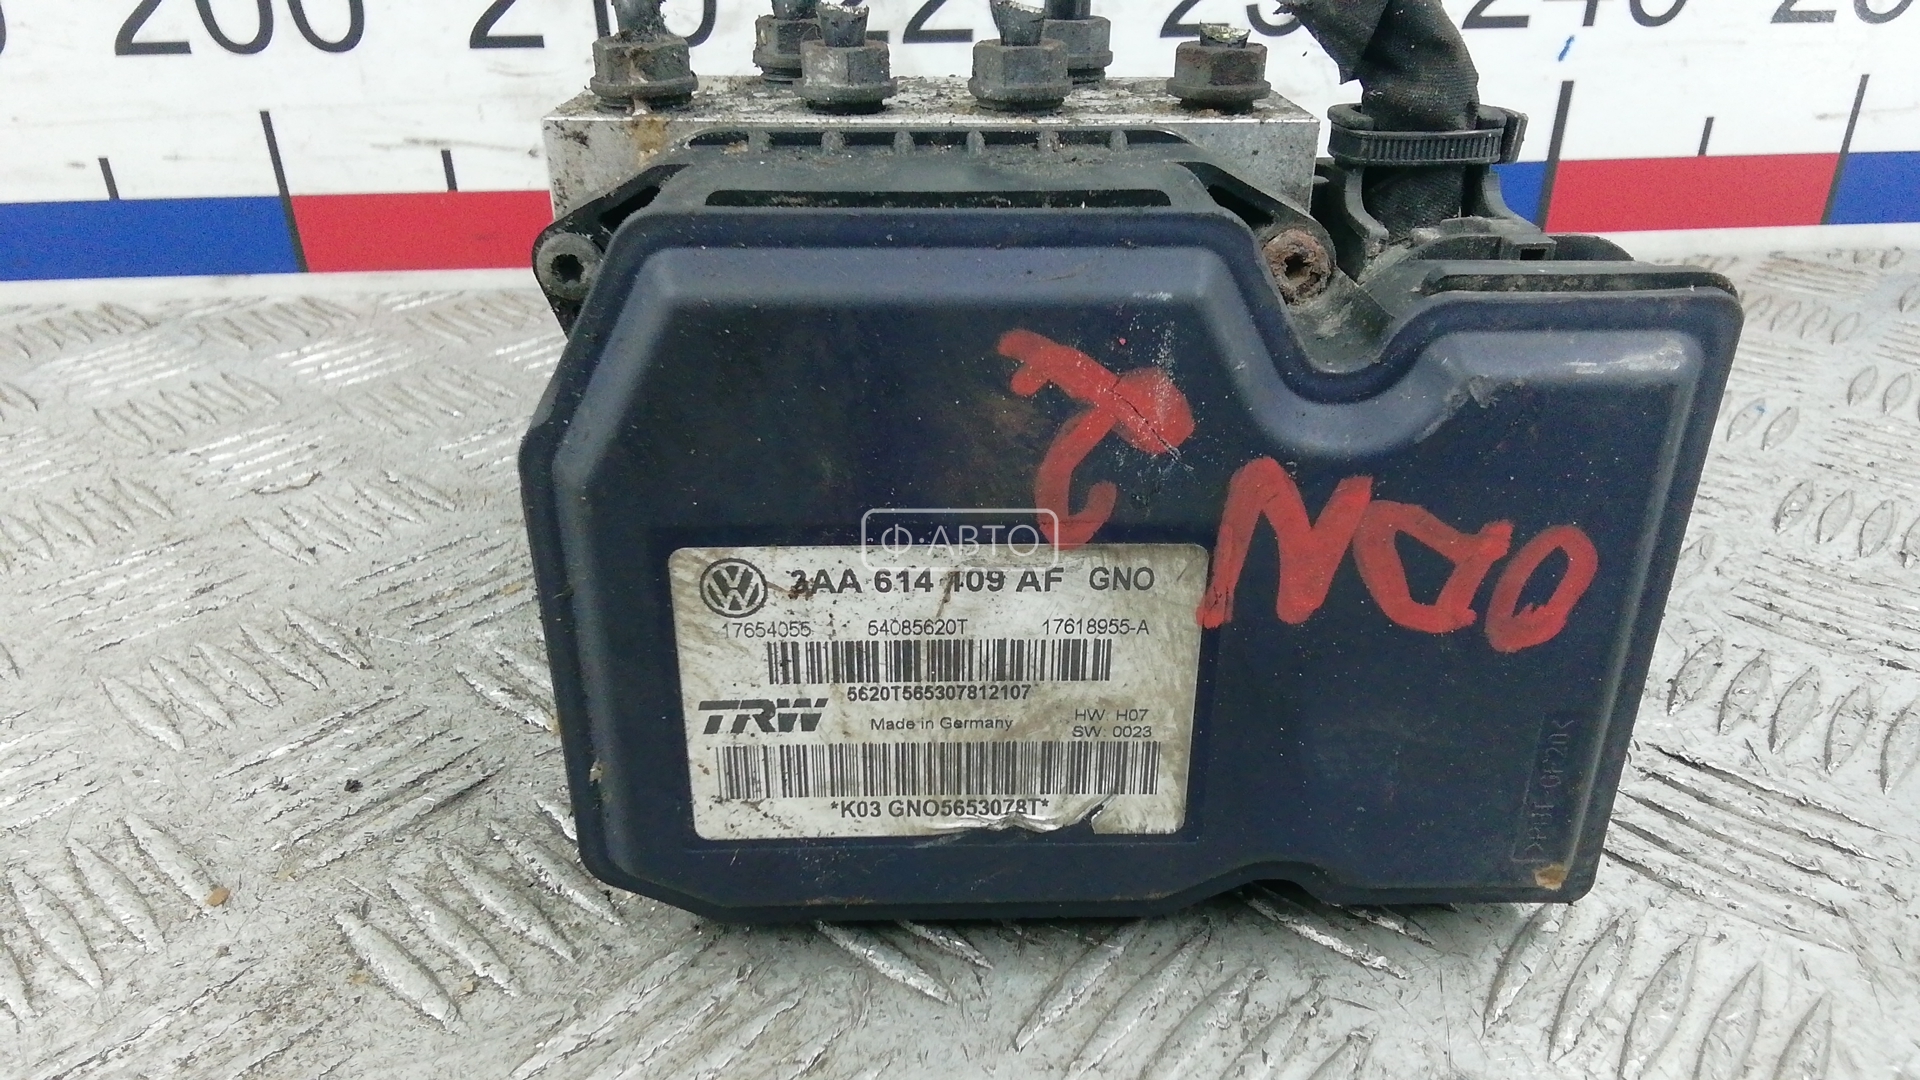 200 210 220 230 240
Ф·АВТО
3AA 614 109 AF GNO
17654055 54085620T 17618955-A
5620T565307812107
TRW Made in Germany HW: H07
SW: 0023
*K03 GNO5653078T*